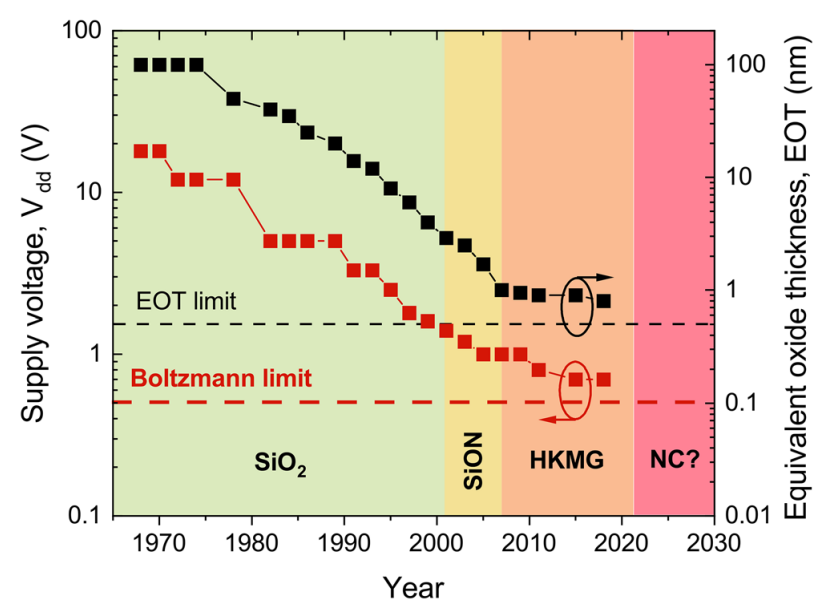 100
10
1
0.1
Supply voltage, Vdd (V)
100
10
1
0.1
0.01
Equivalent oxide thickness, EOT (nm)
EOT limit
Boltzmann limit
SiO2
SiON
HKMG
NC?
1970 1980 1990 2000 2010 2020 2030
Year